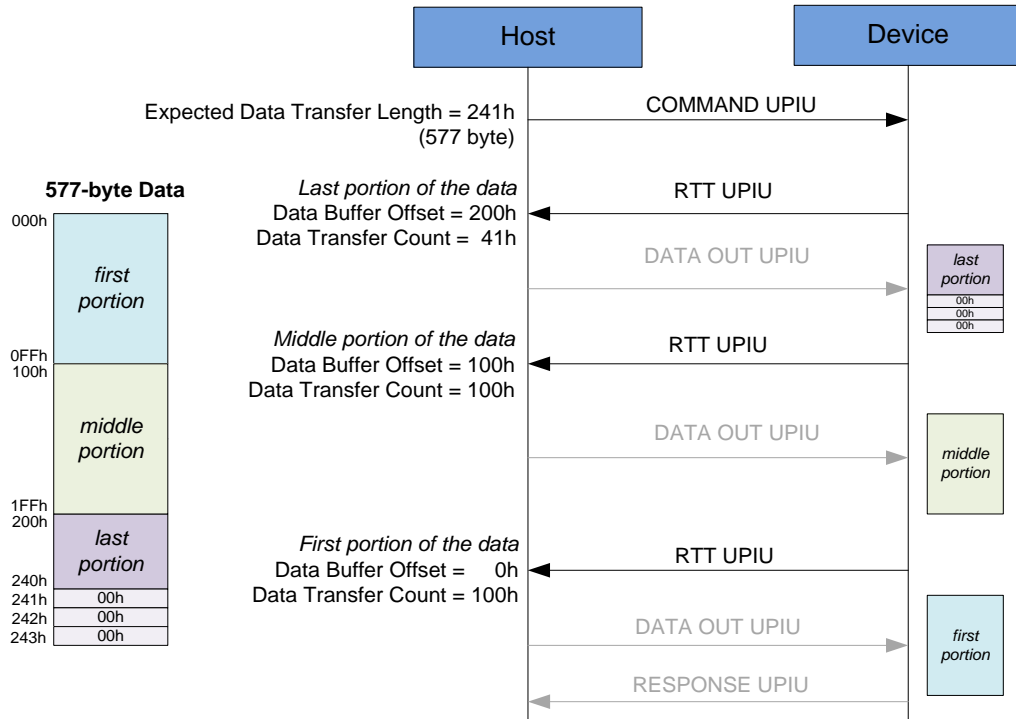 Host
Device
Expected Data Transfer Length = 241h
(577 byte)
COMMAND UPIU
577-byte Data
000h
first
portion
0FFh
100h
middle
portion
1FFh
200h
last
portion
240h
241h
00h
242h
00h
243h
00h
Last portion of the data
Data Buffer Offset = 200h
Data Transfer Count = 41h
RTT UPIU
DATA OUT UPIU
last
portion
00h
00h
00h
Middle portion of the data
Data Buffer Offset = 100h
Data Transfer Count = 100h
RTT UPIU
DATA OUT UPIU
middle
portion
First portion of the data
Data Buffer Offset = 0h
Data Transfer Count = 100h
RTT UPIU
DATA OUT UPIU
first
portion
RESPONSE UPIU